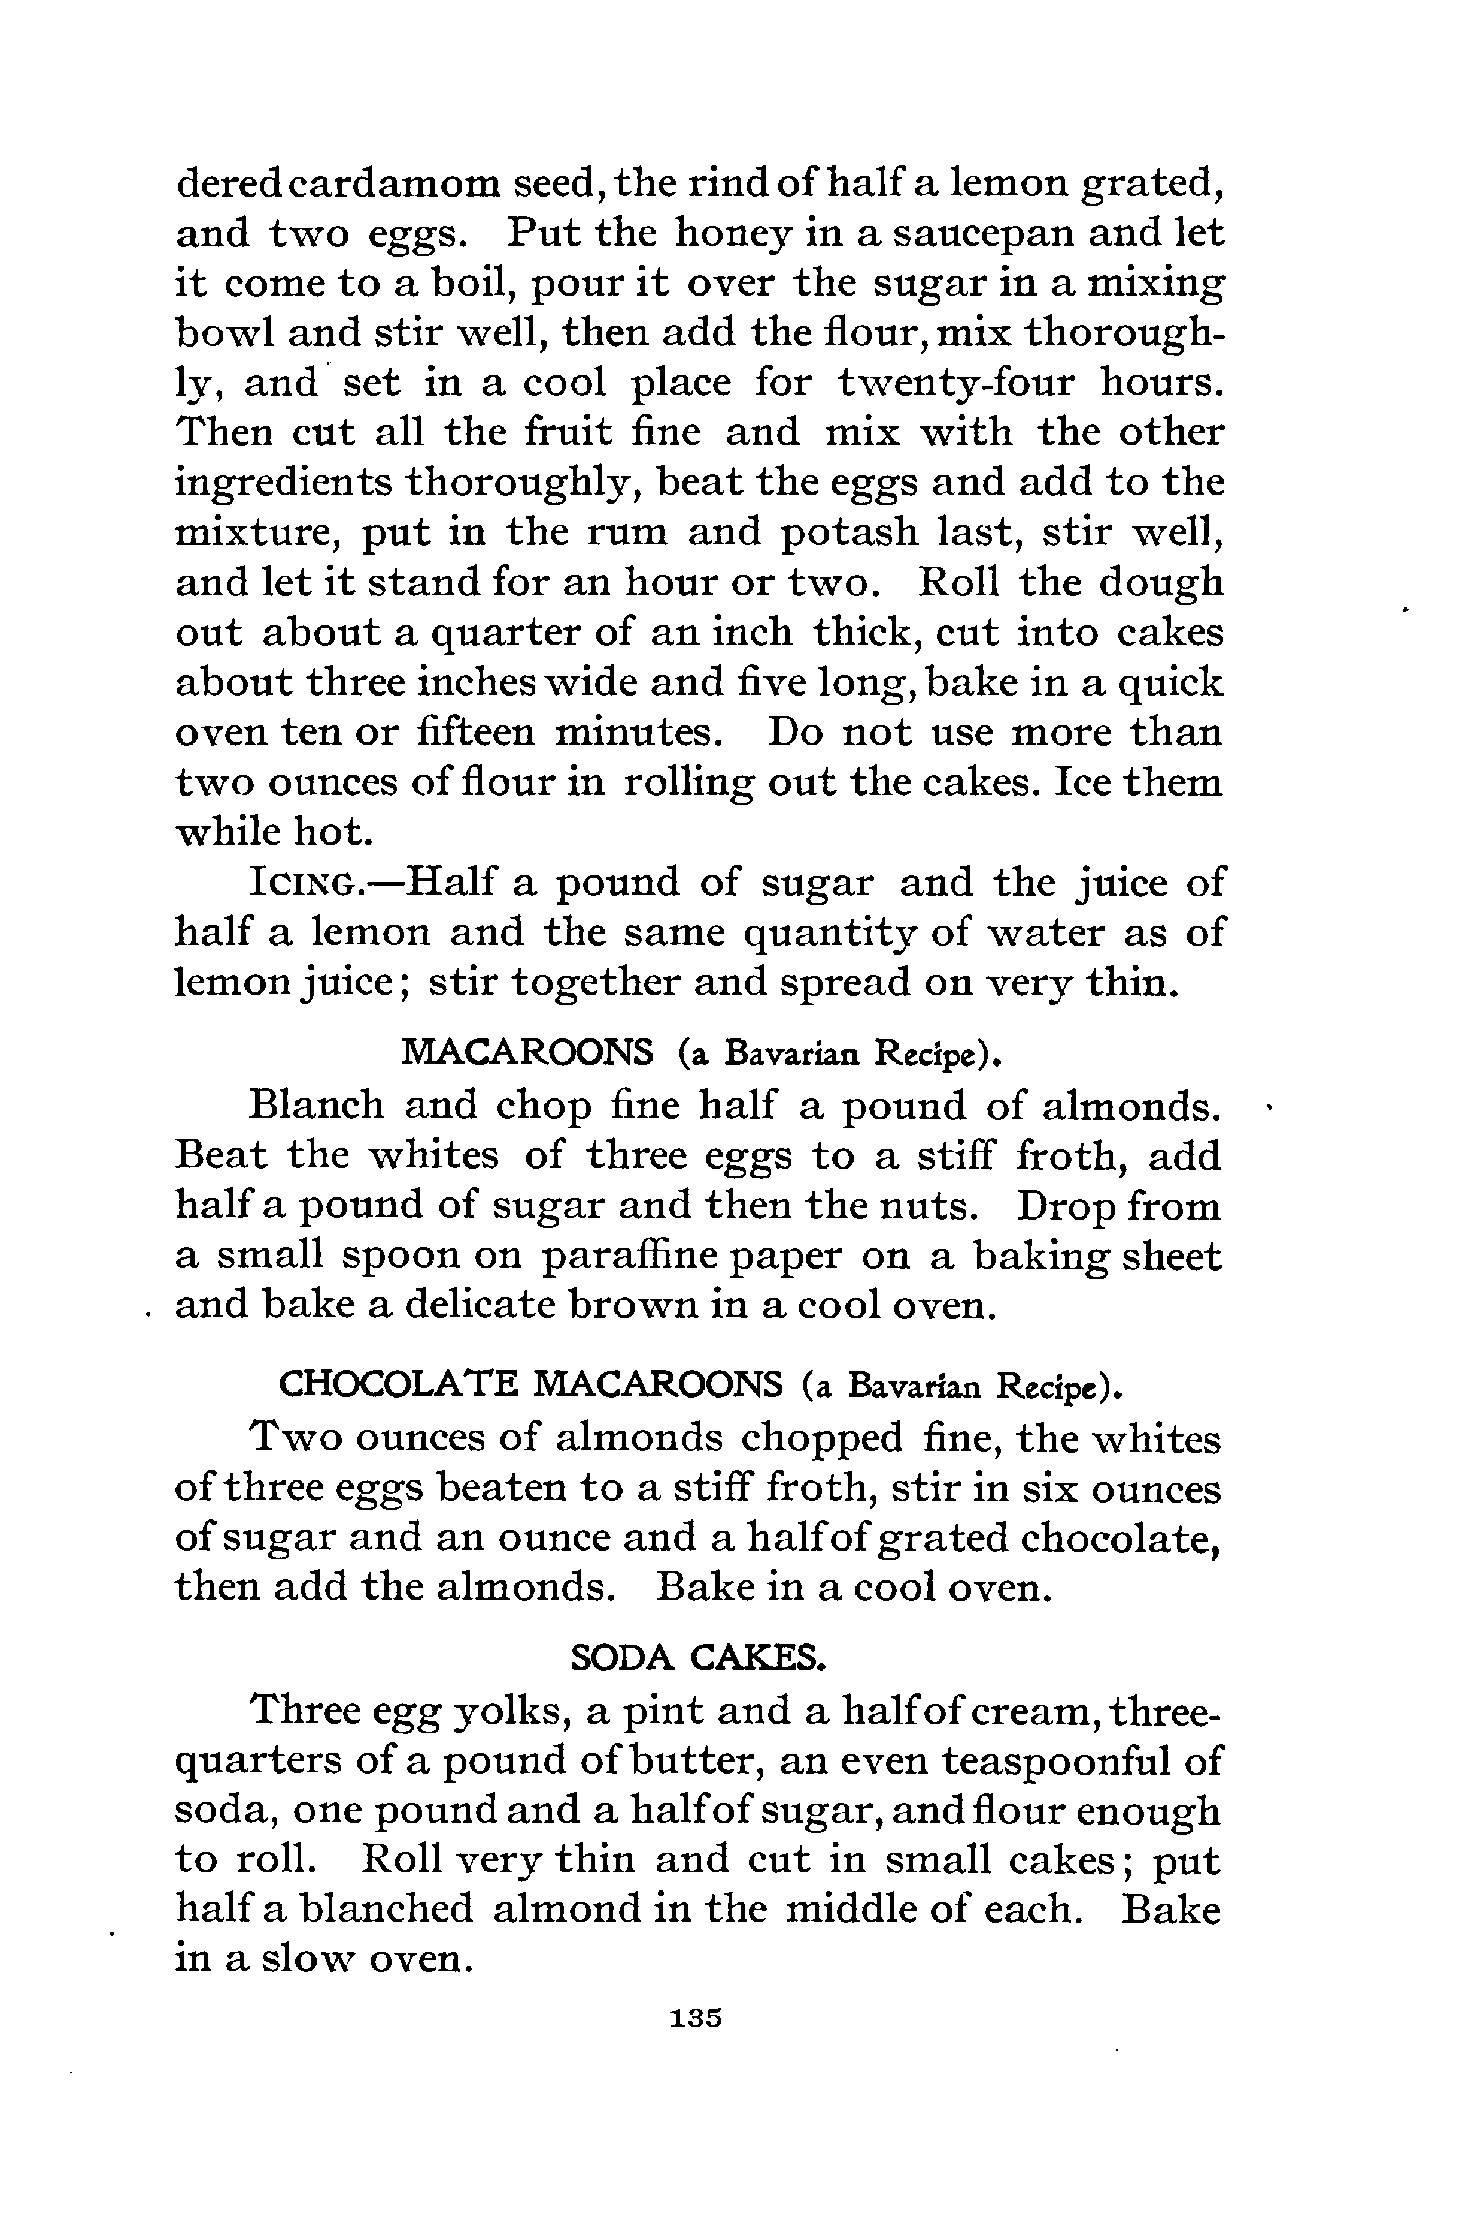 dered cardamom seed, the rind of half a lemon grated,
and two eggs. Put the honey in a saucepan and let
it come to a boil, pour it over the sugar in a mixing
bowl and stir well, then add the flour, mix thorough-
ly, and set in a cool place for twenty-four hours.
Then cut all the fruit fine and mix with the other
ingredients thoroughly, beat the eggs and add to the
mixture, put in the rum and potash last, stir well,
and let it stand for an hour or two. Roll the dough
out about a quarter of an inch thick, cut into cakes
about three inches wide and five long, bake in a quick
oven ten or fifteen minutes. Do not use more than
two ounces of flour in rolling out the cakes. Ice them
while hot.
ICING.—Half a pound of sugar and the juice of
half a lemon and the same quantity of water as of
lemon juice; stir together and spread on very thin.
MACAROONS (a Bavarian Recipe).
Blanch and chop fine half a pound of almonds.
Beat the whites of three eggs to a stiff froth, add
half a pound of sugar and then the nuts. Drop from
a small spoon on paraffine paper on a baking sheet
and bake a delicate brown in a cool oven.
CHOCOLATE MACAROONS (a Bavarian Recipe).
Two ounces of almonds chopped fine, the whites
of three eggs beaten to a stiff froth, stir in six ounces
of sugar and an ounce and a half of grated chocolate,
then add the almonds. Bake in a cool oven.
SODA CAKES.
Three egg yolks, a pint and a half of cream, three-
quarters of a pound of butter, an even teaspoonful of
soda, one pound and a half of sugar, and flour enough
to roll. Roll very thin and cut in small cakes; put
half a blanched almond in the middle of each. Bake
in a slow oven.
135